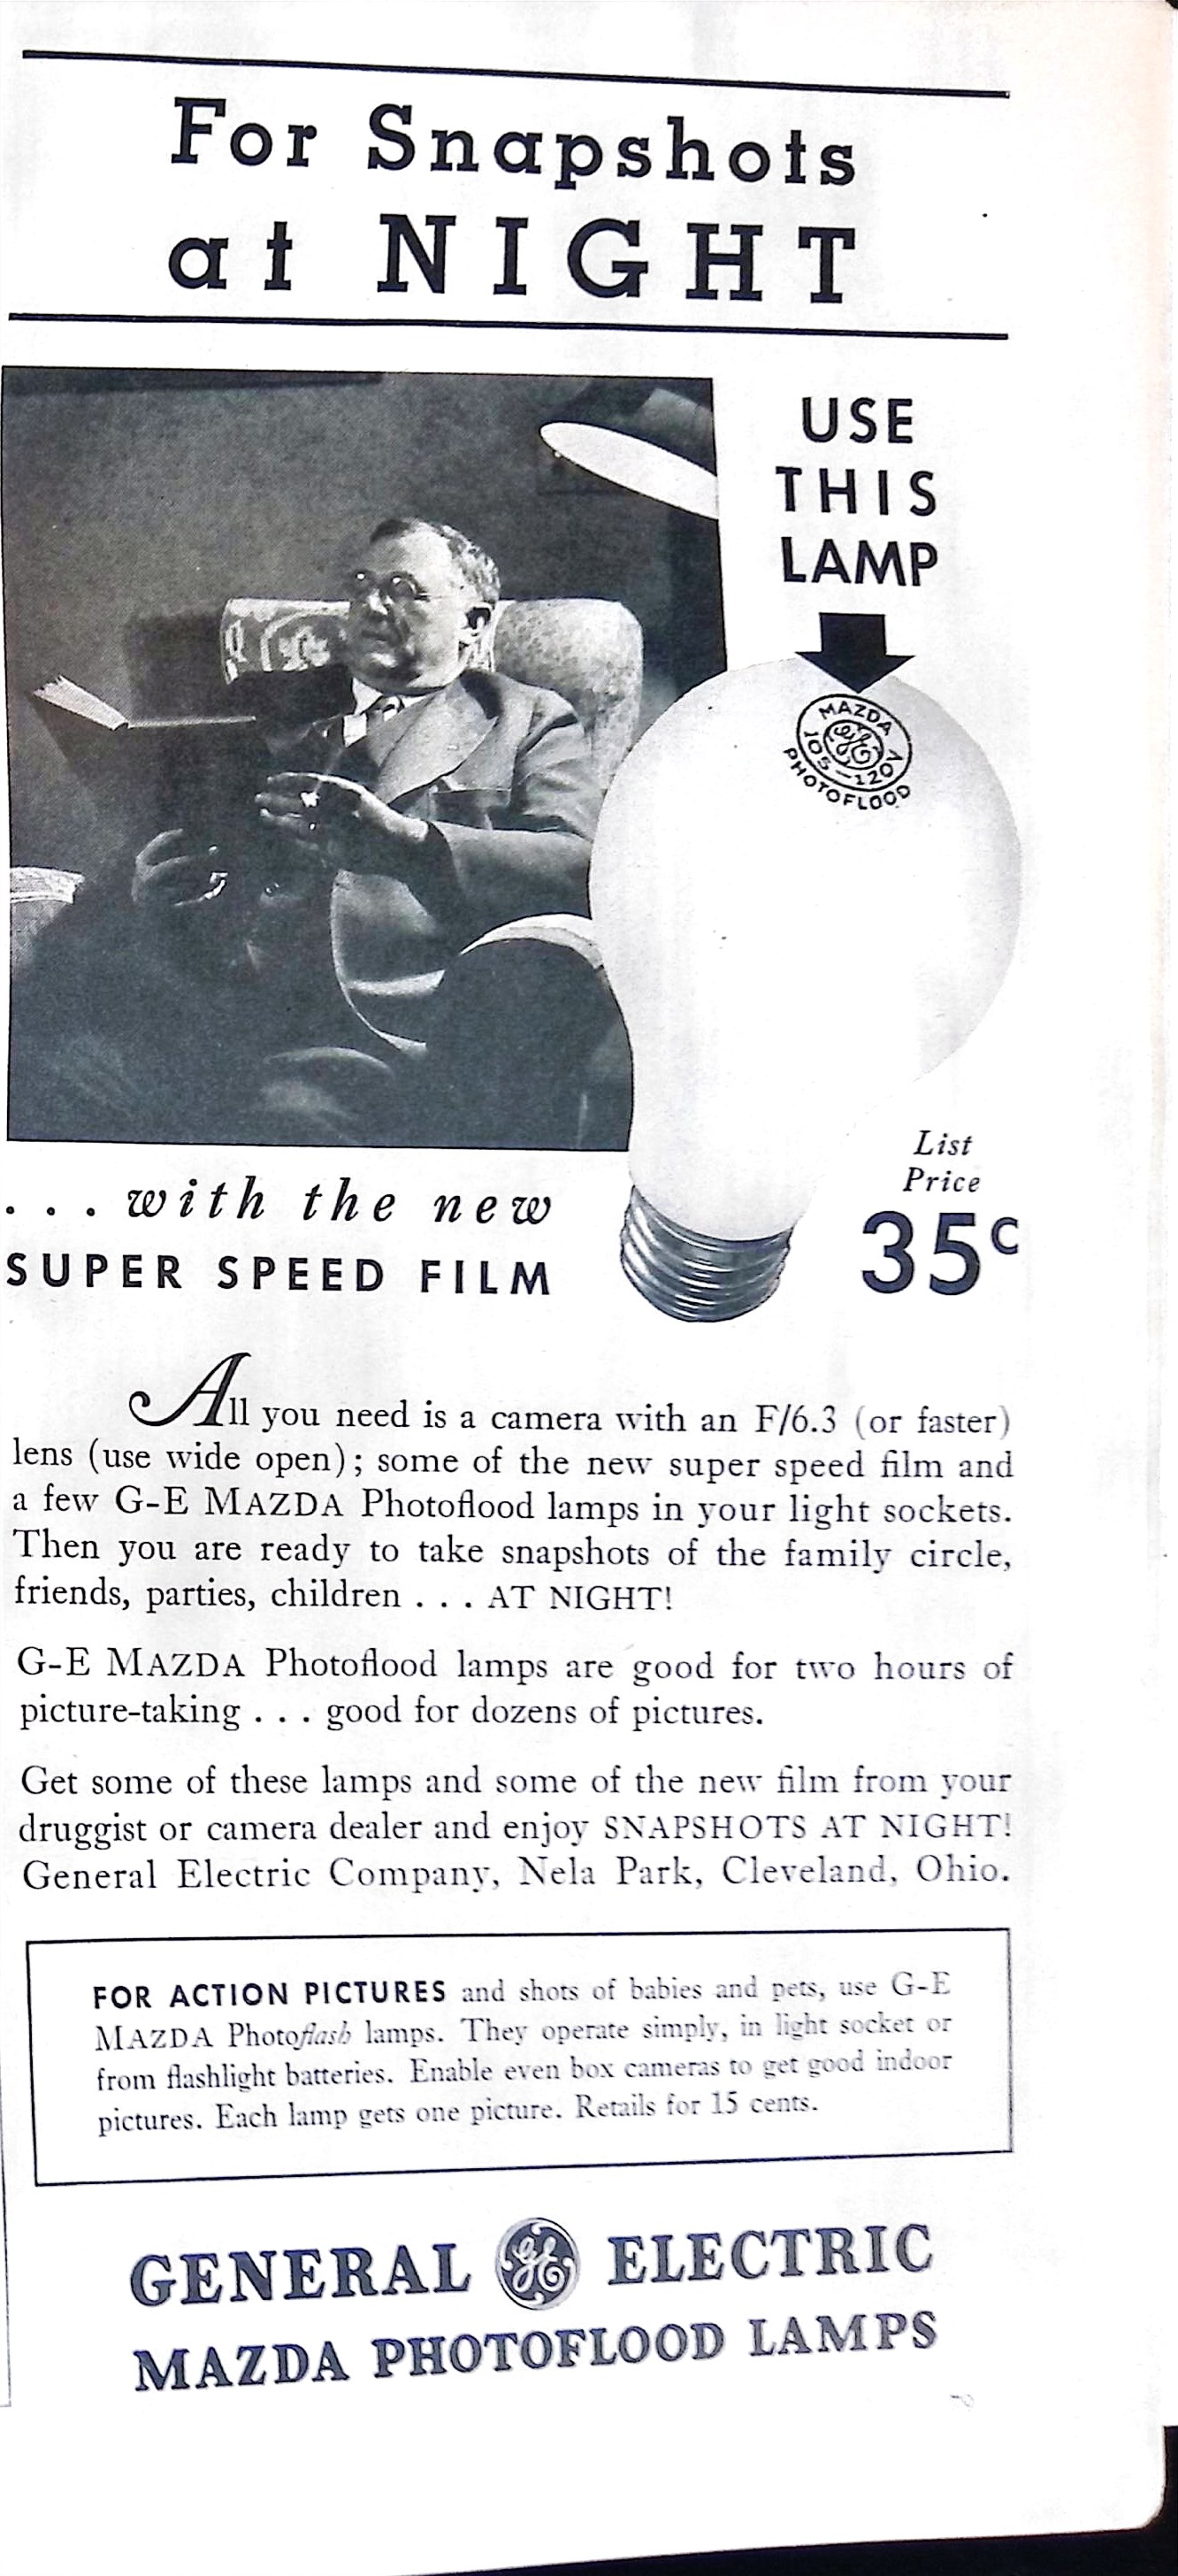 For Snapshots
at NIGHT
USE
THIS
LAMP
MAZDA
GE
105-120V
PHOTOFLOOD
List
Price
35c
. . . with the new
SUPER SPEED FILM
All you need is a camera with an F/6.3 (or faster)
lens (use wide open); some of the new super speed film and
a few G-E MAZDA Photoflood lamps in your light sockets.
Then you are ready to take snapshots of the family circle,
friends, parties, children . . . AT NIGHT!
G-E MAZDA Photoflood lamps are good for two hours of
picture-taking . . . good for dozens of pictures.
Get some of these lamps and some of the new film from your
druggist or camera dealer and enjoy SNAPSHOTS AT NIGHT!
General Electric Company, Nela Park, Cleveland, Ohio.
FOR ACTION PICTURES and shots of babies and pets, use G-E
MAZDA Photoflash lamps. They operate simply, in light socket or
from flashlight batteries. Enable even box cameras to get good indoor
pictures. Each lamp gets one picture. Retails for 15 cents.
GENERAL GE ELECTRIC
MAZDA PHOTOFLOOD LAMPS